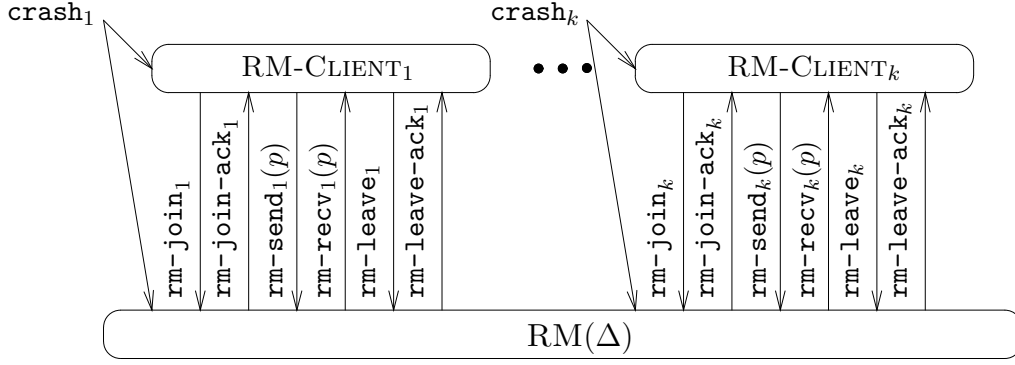 crash₁
crashₖ
RM-CLIENT₁
• • •
RM-CLIENTₖ
rm-join₁
rm-join-ack₁
rm-send₁(p)
rm-recv₁(p)
rm-leave₁
rm-leave-ack₁
rm-joinₖ
rm-join-ackₖ
rm-sendₖ(p)
rm-recvₖ(p)
rm-leaveₖ
rm-leave-ackₖ
RM(Δ)